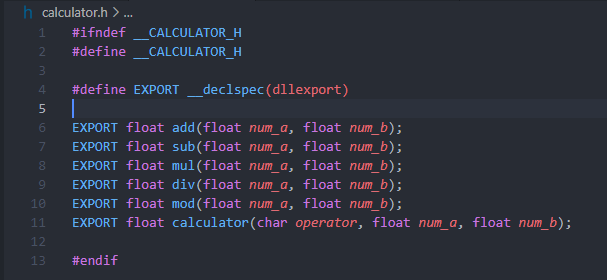 calculator.h > ...
1 #ifndef __CALCULATOR_H
2 #define __CALCULATOR_H
3
4 #define EXPORT __declspec(dllexport)
5
6 EXPORT float add(float num_a, float num_b);
7 EXPORT float sub(float num_a, float num_b);
8 EXPORT float mul(float num_a, float num_b);
9 EXPORT float div(float num_a, float num_b);
10 EXPORT float mod(float num_a, float num_b);
11 EXPORT float calculator(char operator, float num_a, float num_b);
12
13 #endif